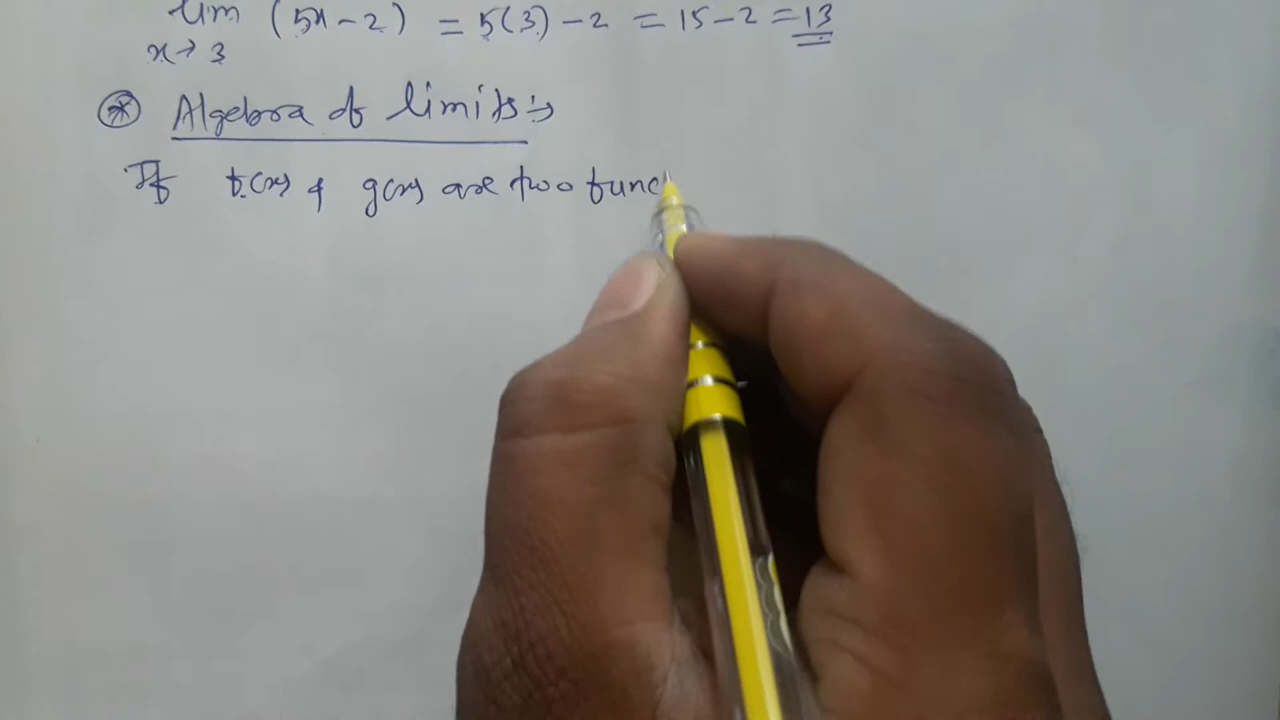 lim (5x-2) = 5(3)-2 = 15-2 = 13
x→3
⊛ Algebra of limits:-
If f(x) & g(x) are two func